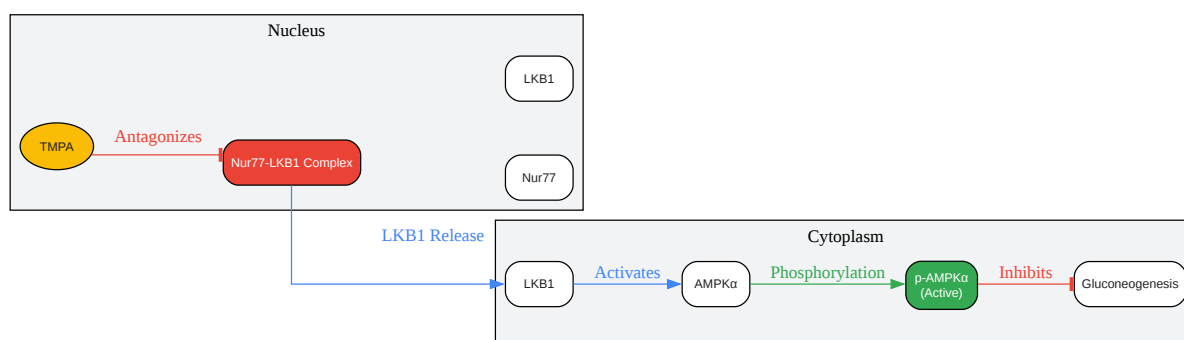 Nucleus
LKB1
TMPA
Antagonizes
Nur77-LKB1 Complex
Nur77
LKB1 Release
Cytoplasm
LKB1
Activates
AMPKα
Phosphorylation
p-AMPKα
(Active)
Inhibits
Gluconeogenesis